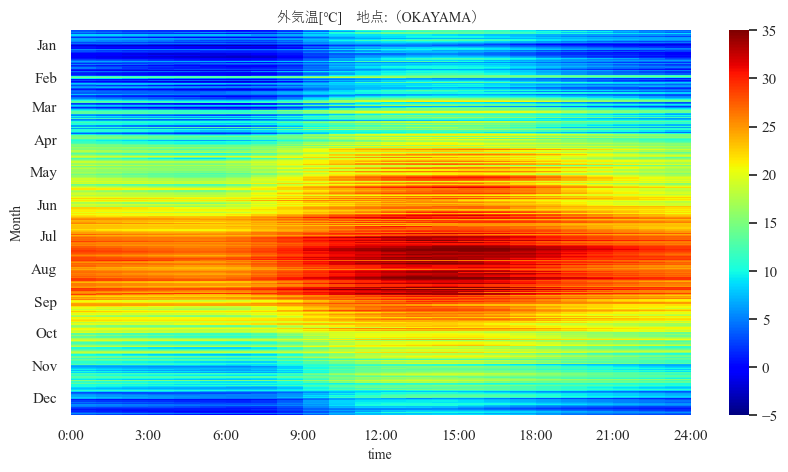 外気温[℃]　地点:（OKAYAMA）
Jan
Feb
Mar
Apr
May
Jun
Jul
Aug
Sep
Oct
Nov
Dec
Month
0:00 3:00 6:00 9:00 12:00 15:00 18:00 21:00 24:00
time
35
30
25
20
15
10
5
0
−5